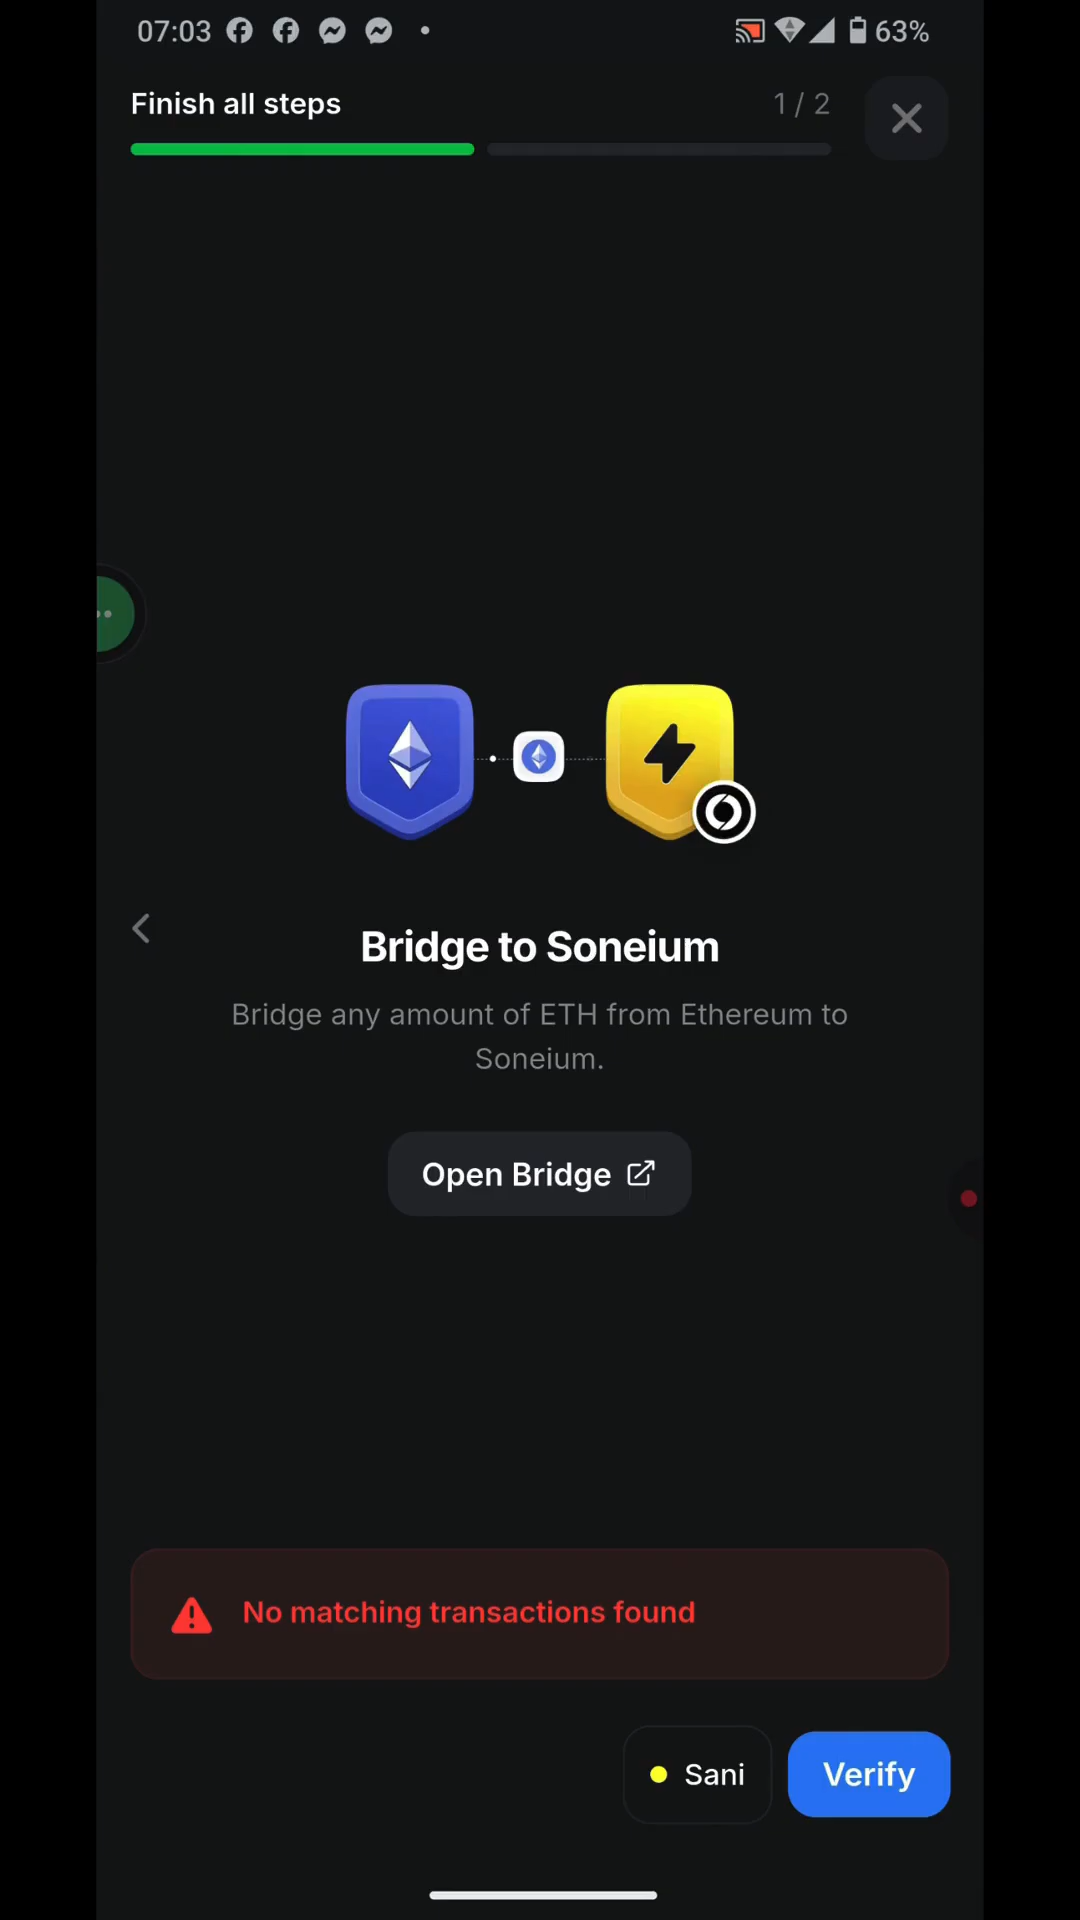 07:03
63%
Finish all steps
1 / 2
Bridge to Soneium
Bridge any amount of ETH from Ethereum to
Soneium.
Open Bridge
No matching transactions found
Sani
Verify